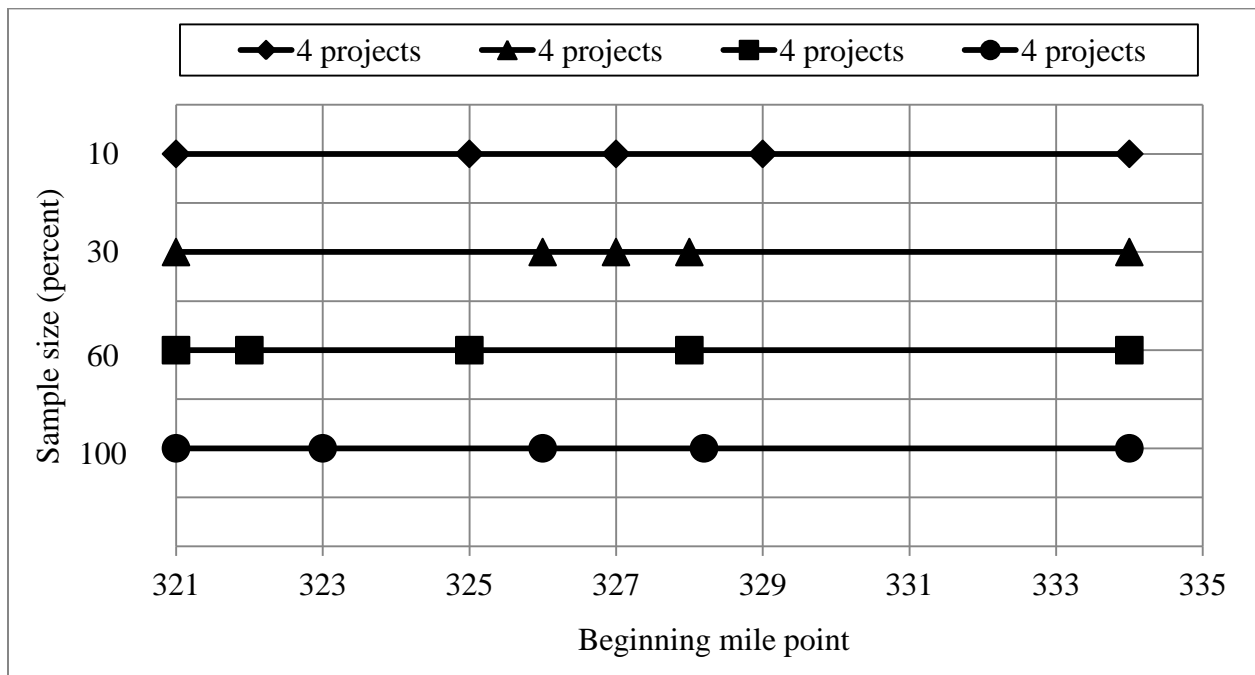 4 projects 4 projects 4 projects 4 projects
10
30
60
100
Sample size (percent)
321 323 325 327 329 331 333 335
Beginning mile point